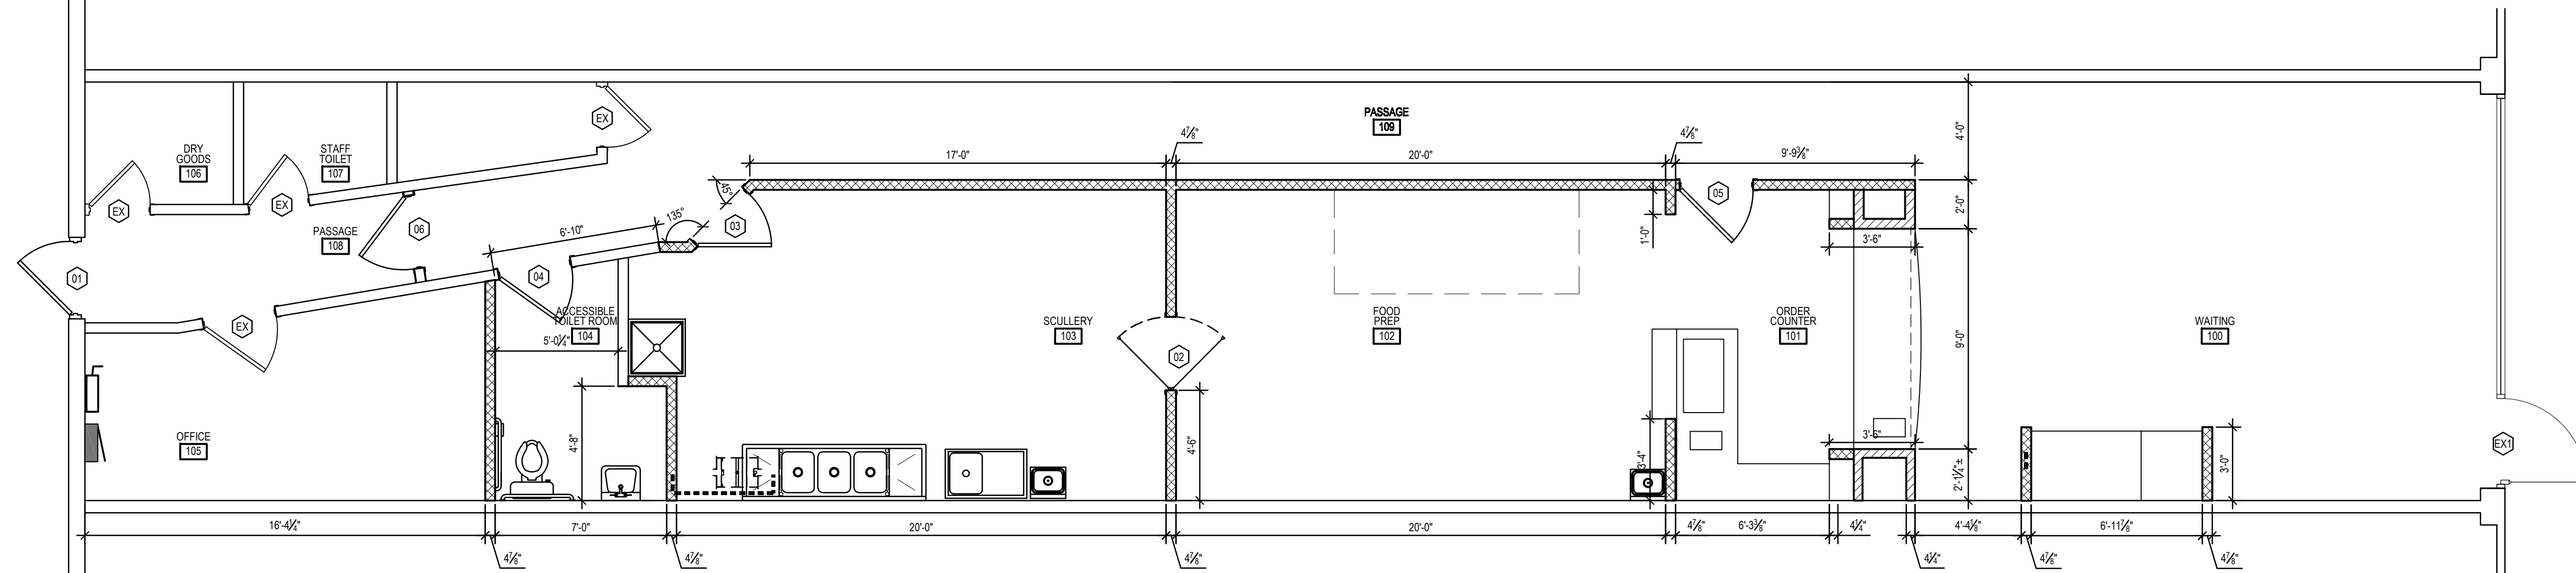 PASSAGE
109
EX
4⅞"
4⅞"
4'-0"
DRY
GOODS
106
STAFF
TOILET
107
17'-0"
20'-0"
9'-9⅜"
45°
05
EX
EX
135°
03
2'-0"
PASSAGE
108
06
6'-10"
1'-0"
3'-6"
01
04
EX
ACCESSIBLE
TOILET ROOM
104
5'-0¼"
SCULLERY
103
02
FOOD
PREP
102
ORDER
COUNTER
101
9'-0"
WAITING
100
OFFICE
105
4'-8"
4'-6"
3'-4"
3'-6"
2'-1¼" ±
3'-0"
EX1
16'-4¼"
7'-0"
20'-0"
20'-0"
4⅞"
6'-3⅜"
4¼"
4'-4⅛"
6'-11⅞"
4⅞"
4⅞"
4⅞"
4¼"
4⅞"
4⅞"